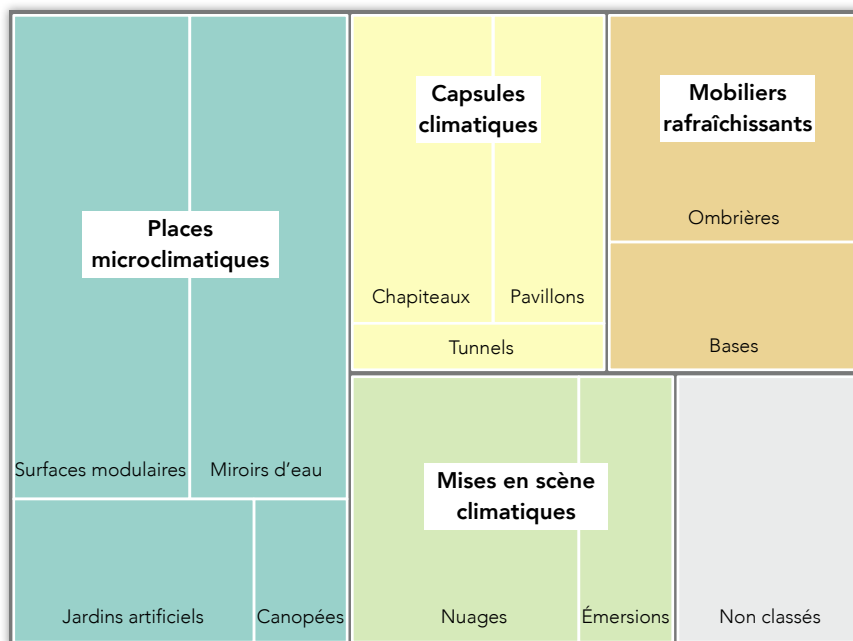 Places
microclimatiques
Surfaces modulaires
Miroirs d'eau
Jardins artificiels
Canopées
Capsules
climatiques
Chapiteaux
Pavillons
Tunnels
Mobiliers
rafraîchissants
Ombrières
Bases
Mises en scène
climatiques
Nuages
Émersions
Non classés